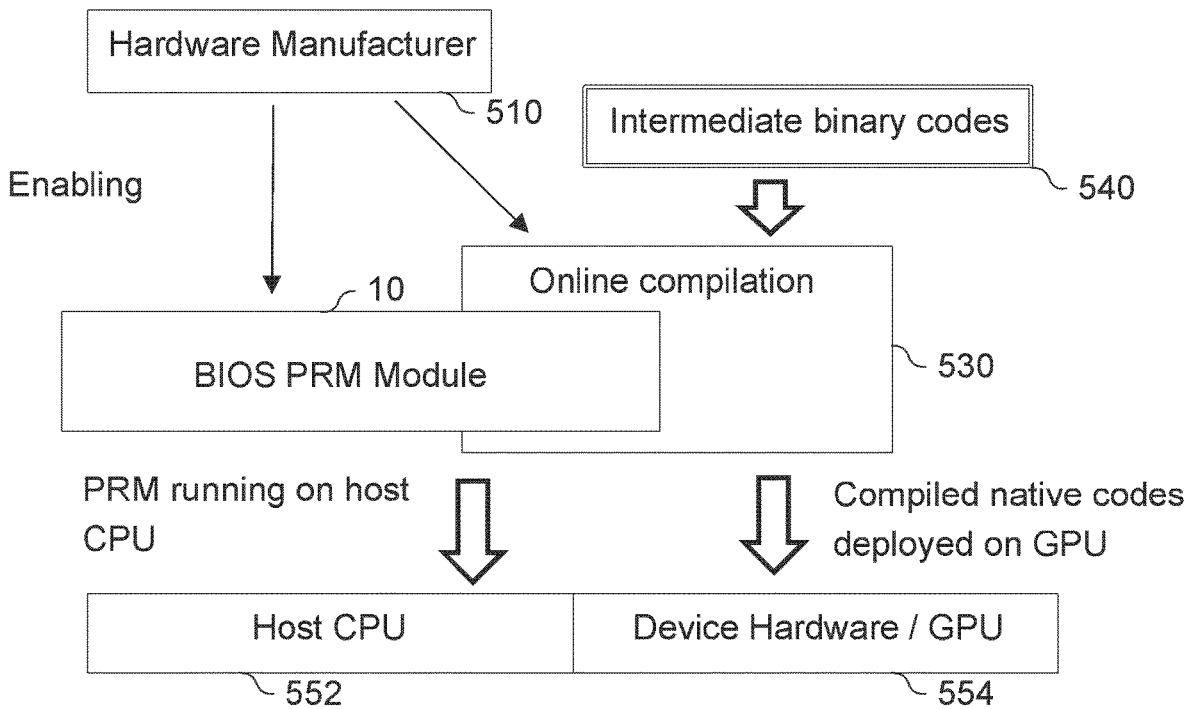 Hardware Manufacturer
510
Intermediate binary codes
540
Enabling
Online compilation
10
BIOS PRM Module
530
PRM running on host
CPU
Compiled native codes
deployed on GPU
Host CPU
Device Hardware / GPU
552
554